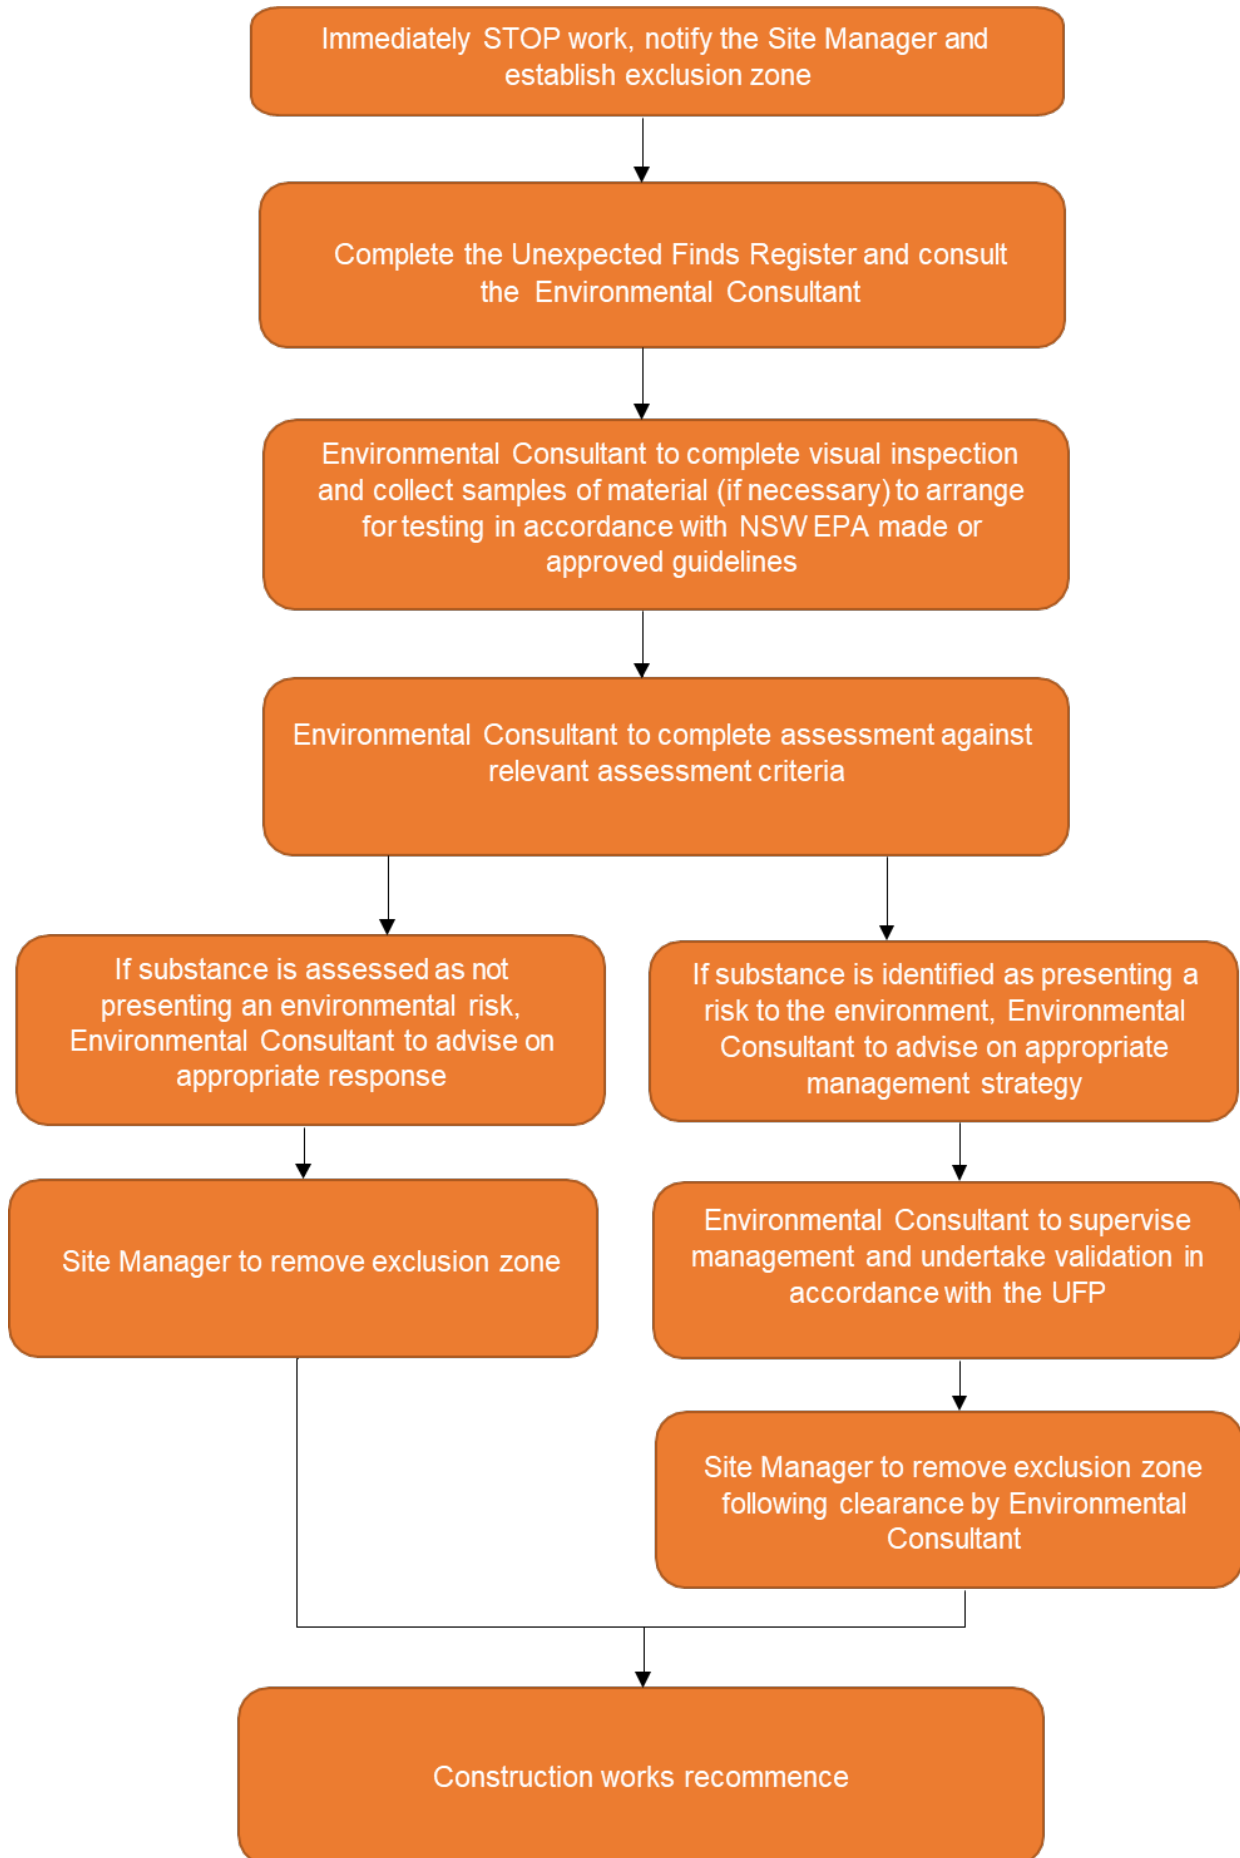 Immediately STOP work, notify the Site Manager and
establish exclusion zone
Complete the Unexpected Finds Register and consult
the Environmental Consultant
Environmental Consultant to complete visual inspection
and collect samples of material (if necessary) to arrange
for testing in accordance with NSW EPA made or
approved guidelines
Environmental Consultant to complete assessment against
relevant assessment criteria
If substance is assessed as not
presenting an environmental risk,
Environmental Consultant to advise on
appropriate response
Site Manager to remove exclusion zone
If substance is identified as presenting a
risk to the environment, Environmental
Consultant to advise on appropriate
management strategy
Environmental Consultant to supervise
management and undertake validation in
accordance with the UFP
Site Manager to remove exclusion zone
following clearance by Environmental
Consultant
Construction works recommence